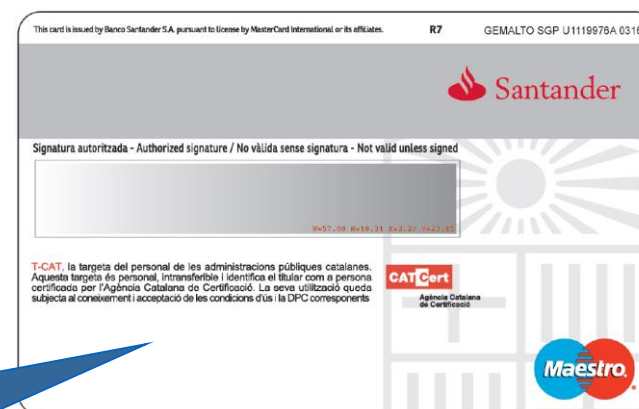 This card is issued by Banco Santander S.A. pursuant to license by MasterCard International or its affiliates.
R7
GEMALTO SGP U1119976A 0316
Santander
Signatura autoritzada - Authorized signature / No vàlida sense signatura - Not valid unless signed
T-CAT, la targeta del personal de les administracions públiques catalanes.
Aquesta targeta és personal, intransferible i identifica el titular com a persona
certificada per l'Agència Catalana de Certificació. La seva utilització queda
subjecta al coneixement i acceptació de les condicions d'ús i la DPC corresponents
CATCert
Agència Catalana
de Certificació
Maestro